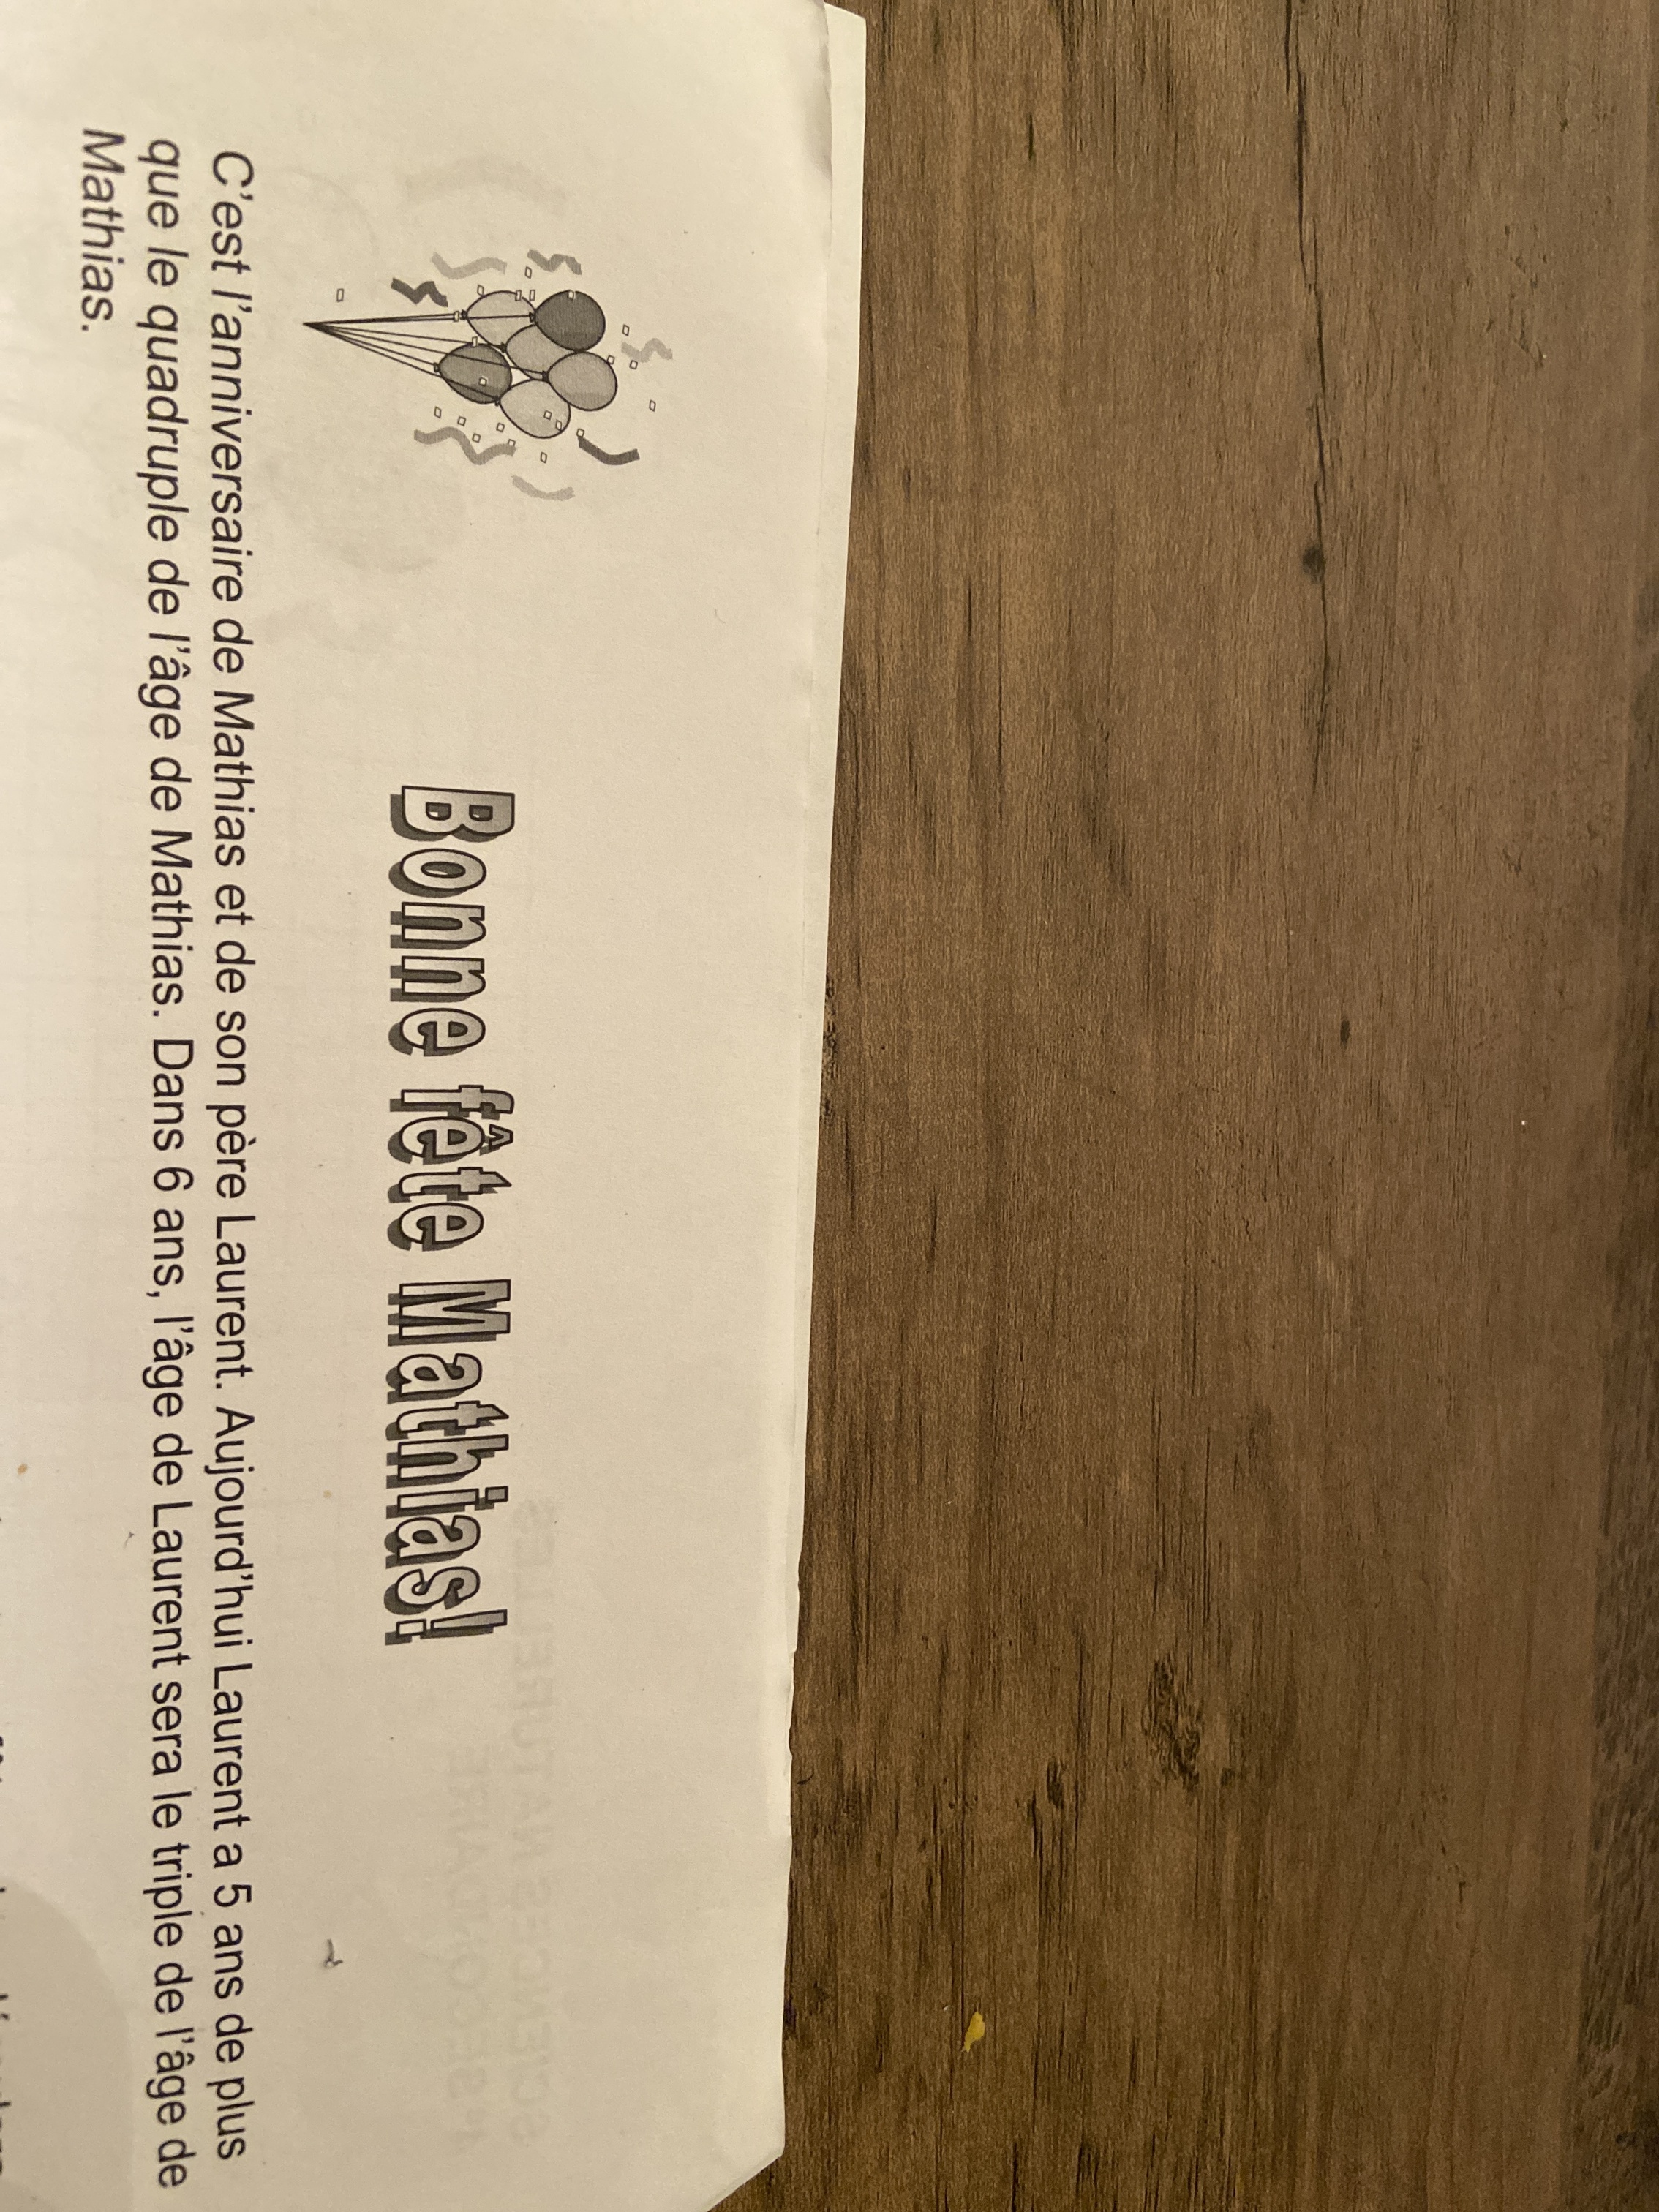 Bonne fête Mathias!
C'est l'anniversaire de Mathias et de son père Laurent. Aujourd'hui Laurent a 5 ans de plus
que le quadruple de l'âge de Mathias. Dans 6 ans, l'âge de Laurent sera le triple de l'âge de
Mathias.